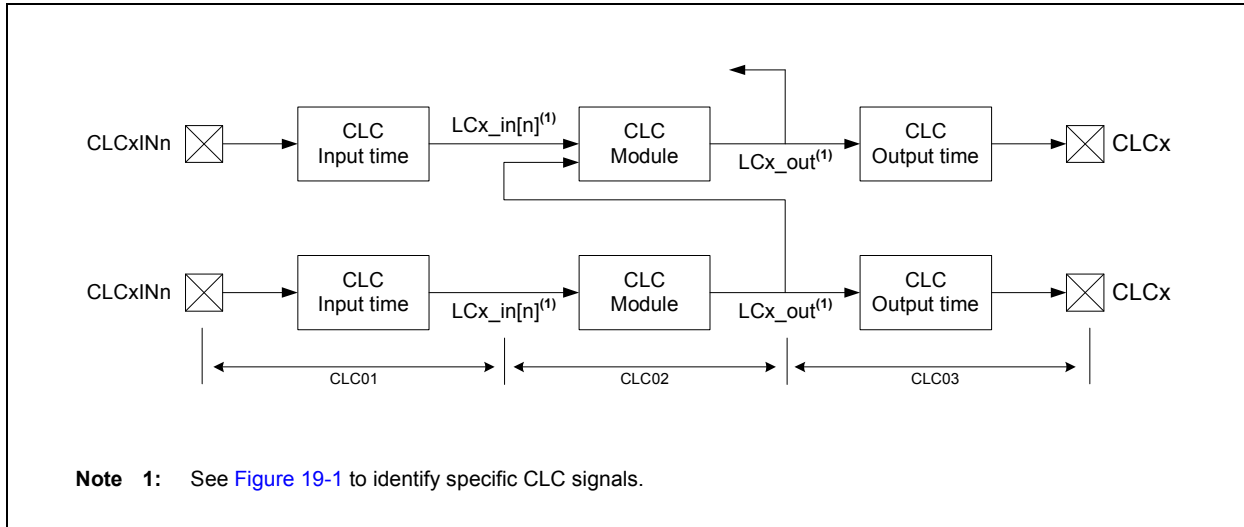 CLCxINn
CLC
Input time
LCx_in[n](1)
CLC
Module
LCx_out(1)
CLC
Output time
CLCx
CLCxINn
CLC
Input time
LCx_in[n](1)
CLC
Module
LCx_out(1)
CLC
Output time
CLCx
CLC01
CLC02
CLC03
Note 1: See Figure 19-1 to identify specific CLC signals.